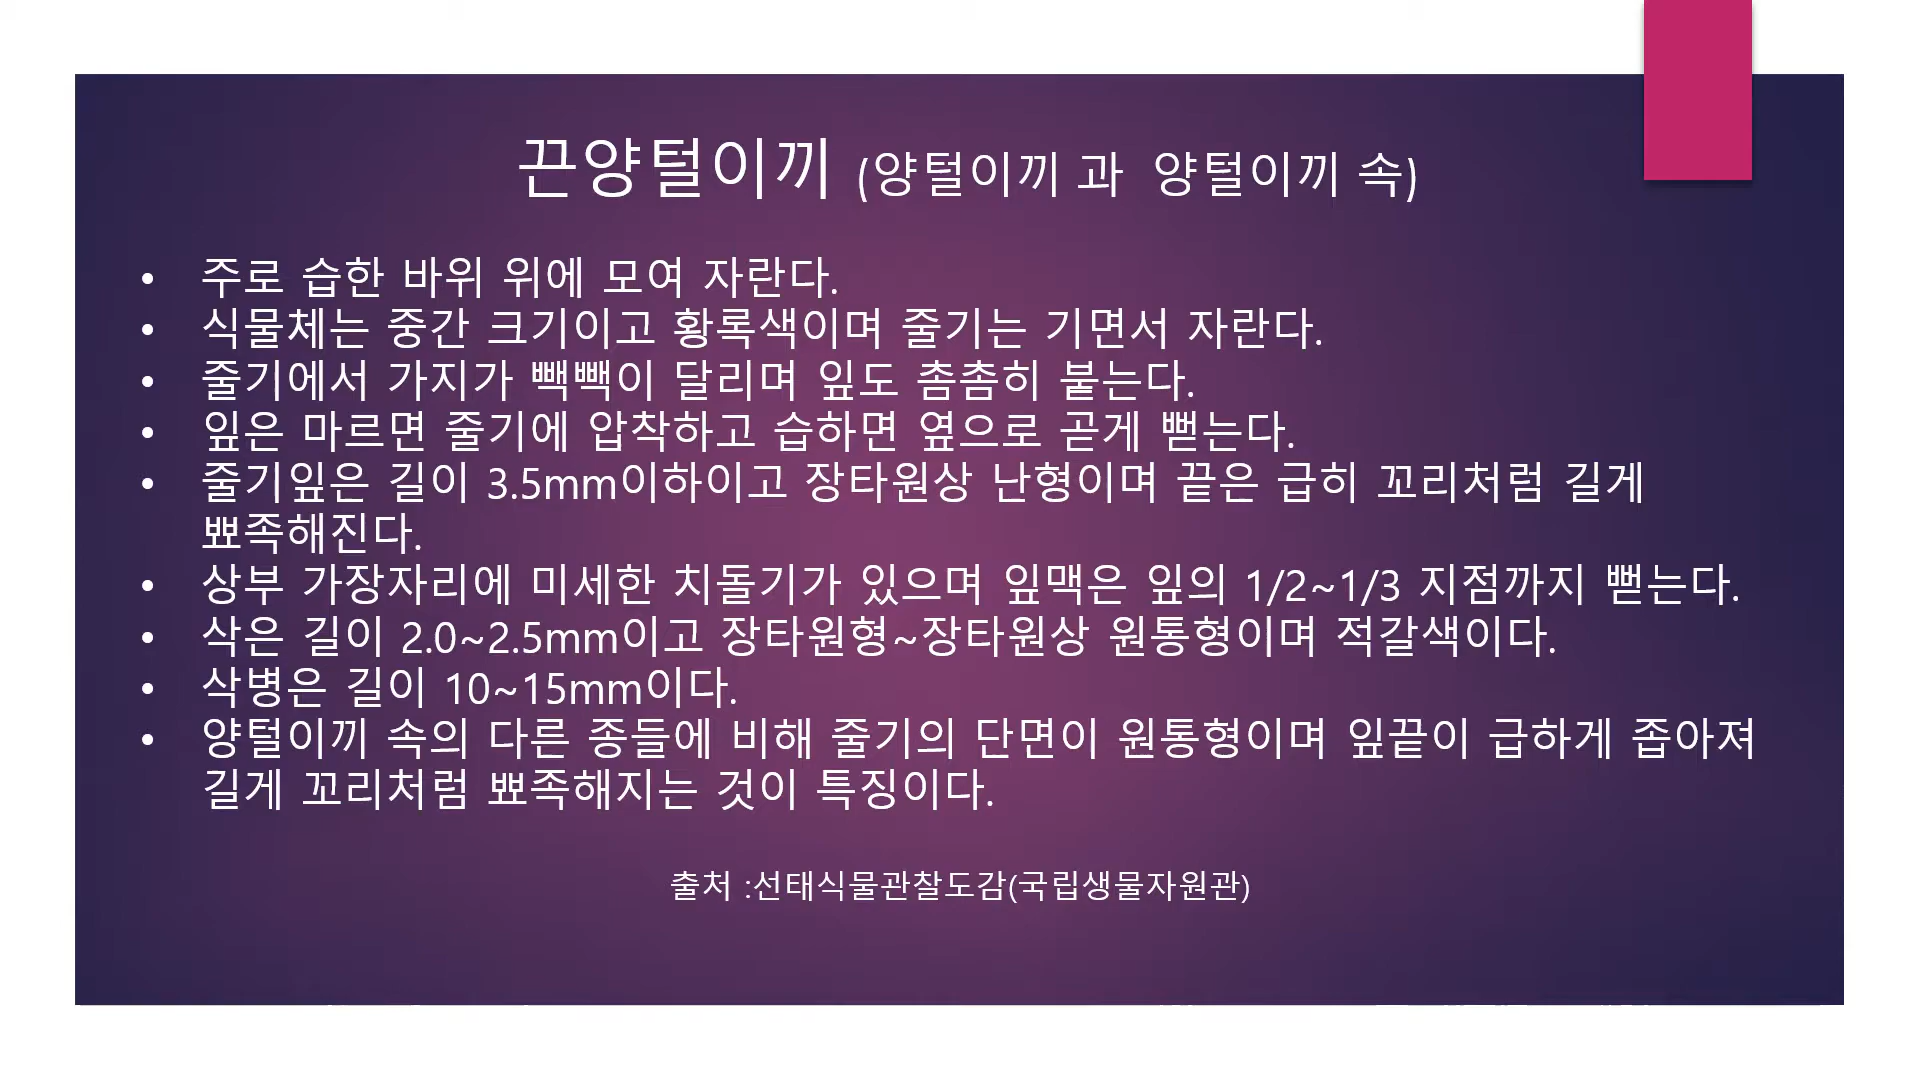 끈양털이끼 (양털이끼 과 양털이끼 속)
• 주로 습한 바위 위에 모여 자란다.
• 식물체는 중간 크기이고 황록색이며 줄기는 기면서 자란다.
• 줄기에서 가지가 빽빽이 달리며 잎도 촘촘히 붙는다.
• 잎은 마르면 줄기에 압착하고 습하면 옆으로 곧게 뻗는다.
• 줄기잎은 길이 3.5mm이하이고 장타원상 난형이며 끝은 급히 꼬리처럼 길게
뾰족해진다.
• 상부 가장자리에 미세한 치돌기가 있으며 잎맥은 잎의 1/2~1/3 지점까지 뻗는다.
• 삭은 길이 2.0~2.5mm이고 장타원형~장타원상 원통형이며 적갈색이다.
• 삭병은 길이 10~15mm이다.
• 양털이끼 속의 다른 종들에 비해 줄기의 단면이 원통형이며 잎끝이 급하게 좁아져
길게 꼬리처럼 뾰족해지는 것이 특징이다.
출처 :선태식물관찰도감(국립생물자원관)